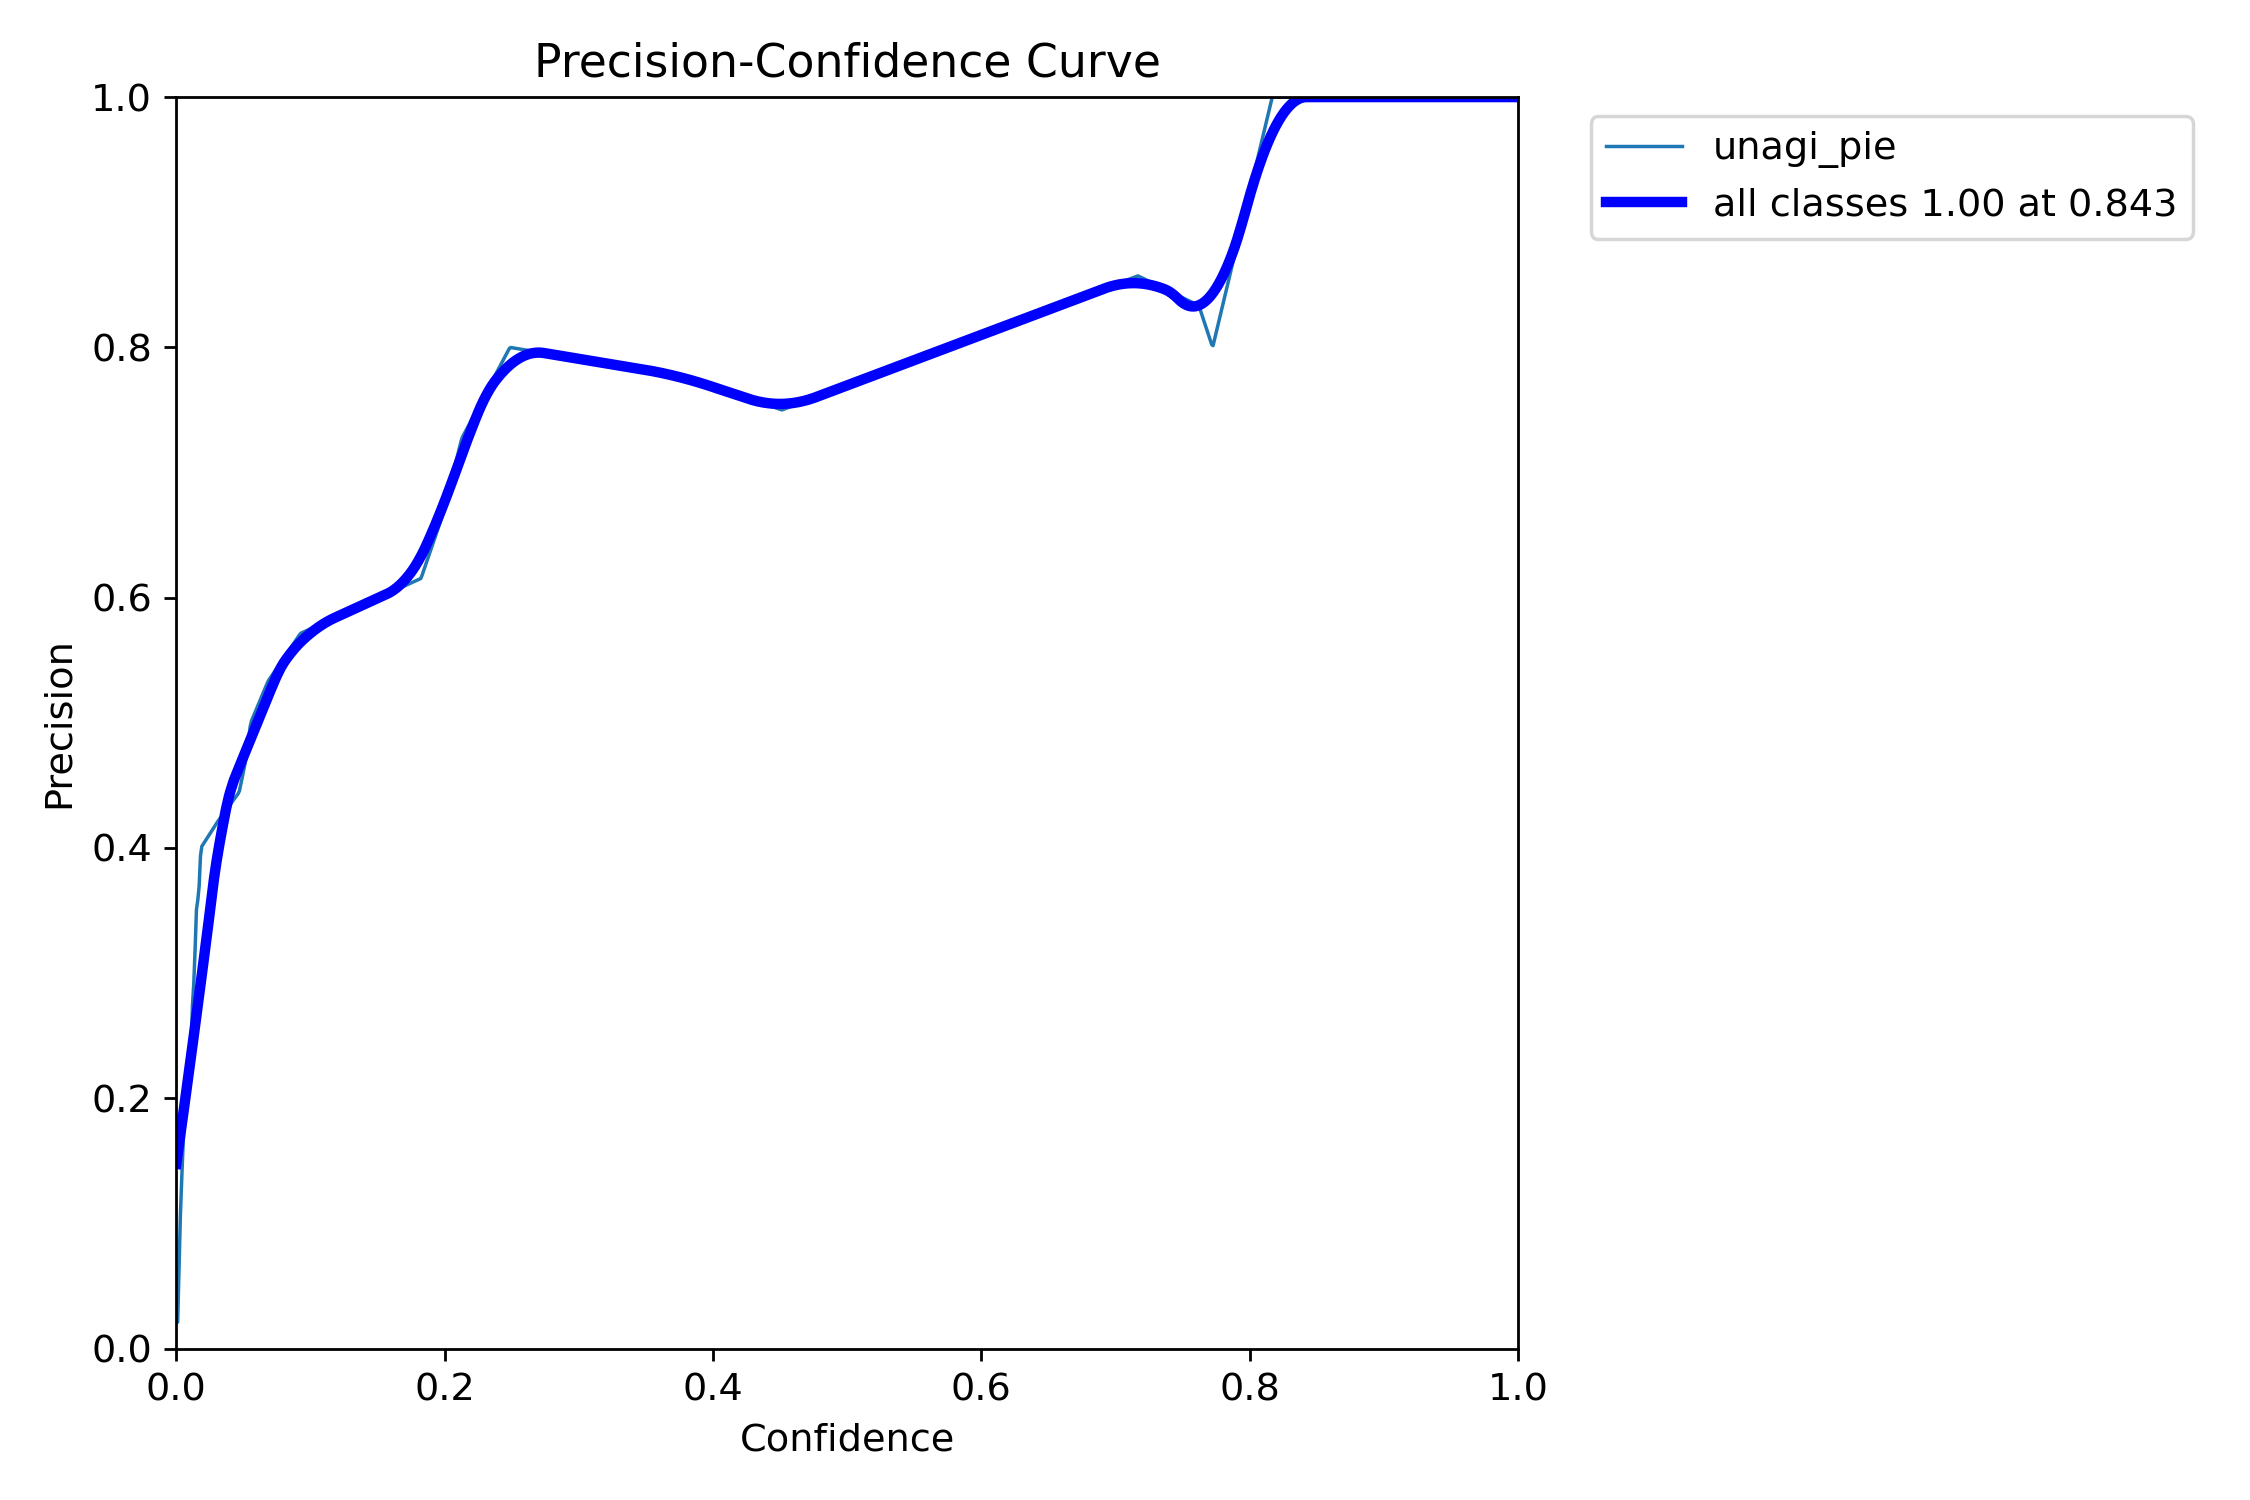 Precision-Confidence Curve
1.0
0.8
0.6
0.4
0.2
0.0
Precision
0.0 0.2 0.4 0.6 0.8 1.0
Confidence
unagi_pie
all classes 1.00 at 0.843